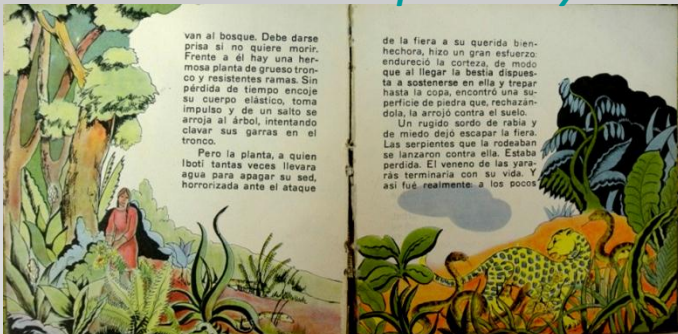 van al bosque. Debe darse
prisa si no quiere morir.
Frente a él hay una her-
mosa planta de grueso tron-
co y resistentes ramas. Sin
pérdida de tiempo encoje
su cuerpo elástico, toma
impulso y de un salto se
arroja al árbol, intentando
clavar sus garras en el
tronco.
Pero la planta, a quien
Ibotí tantas veces llevara
agua para apagar su sed,
horrorizada ante el ataque
de la fiera a su querida bien-
hechora, hizo un gran esfuerzo:
endureció la corteza, de modo
que al llegar la bestia dispues-
ta a sostenerse en ella y trepar
hasta la copa, encontró una su-
perficie de piedra que, rechazán-
dola, la arrojó contra el suelo.
Un rugido sordo de rabia y
de miedo dejó escapar la fiera.
Las serpientes que la rodeaban
se lanzaron contra ella. Estaba
perdida. El veneno de las yara-
rás terminaría con su vida. Y
así fué realmente: a los pocos